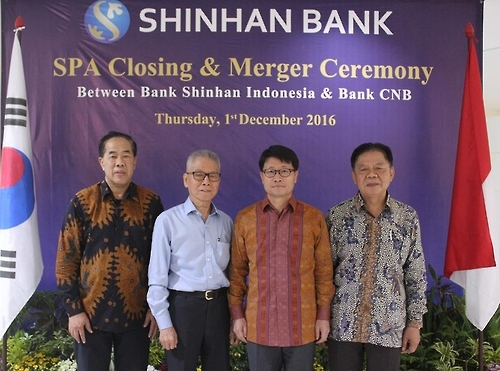 SHINHAN BANK
SPA Closing & Merger Ceremony
Between Bank Shinhan Indonesia & Bank CNB
Thursday, 1st December 2016